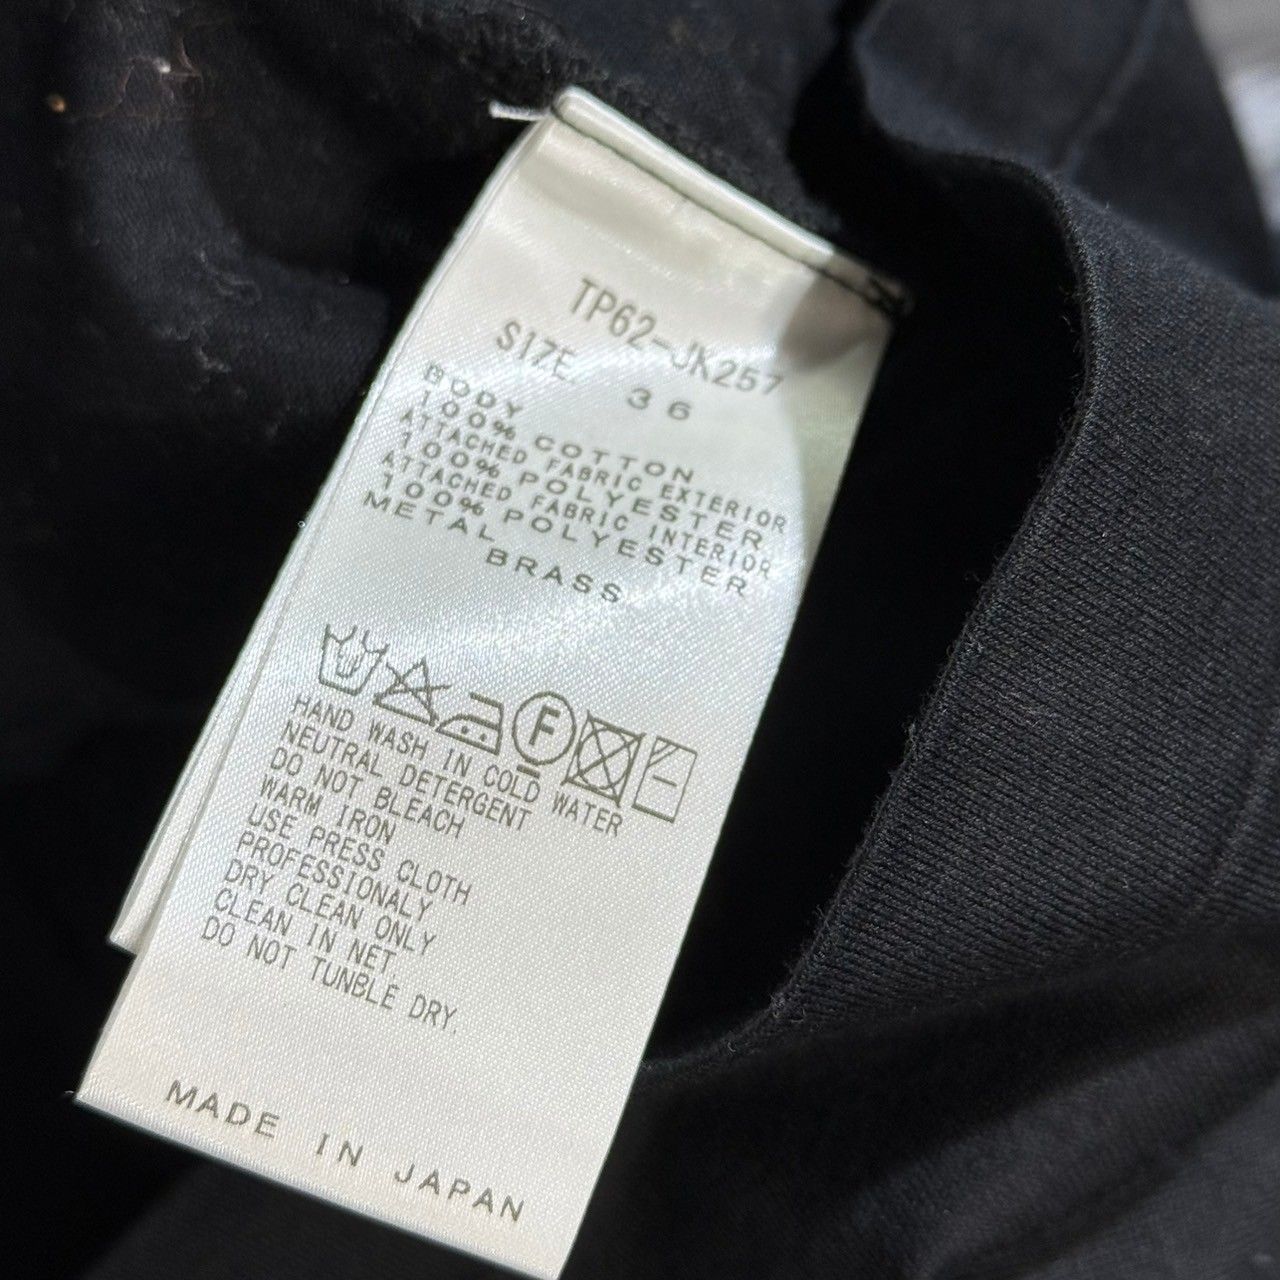 TP62-JK257
SIZE 36
BODY
100% COTTON
ATTACHED FABRIC EXTERIOR
100% POLYESTER
ATTACHED FABRIC INTERIOR
100% POLYESTER
METAL
BRASS
F
HAND WASH IN COLD WATER
NEUTRAL DETERGENT
DO NOT BLEACH
WARM IRON
USE PRESS CLOTH
PROFESSIONALY
DRY CLEAN ONLY
CLEAN IN NET.
DO NOT TUNBLE DRY.
MADE IN JAPAN